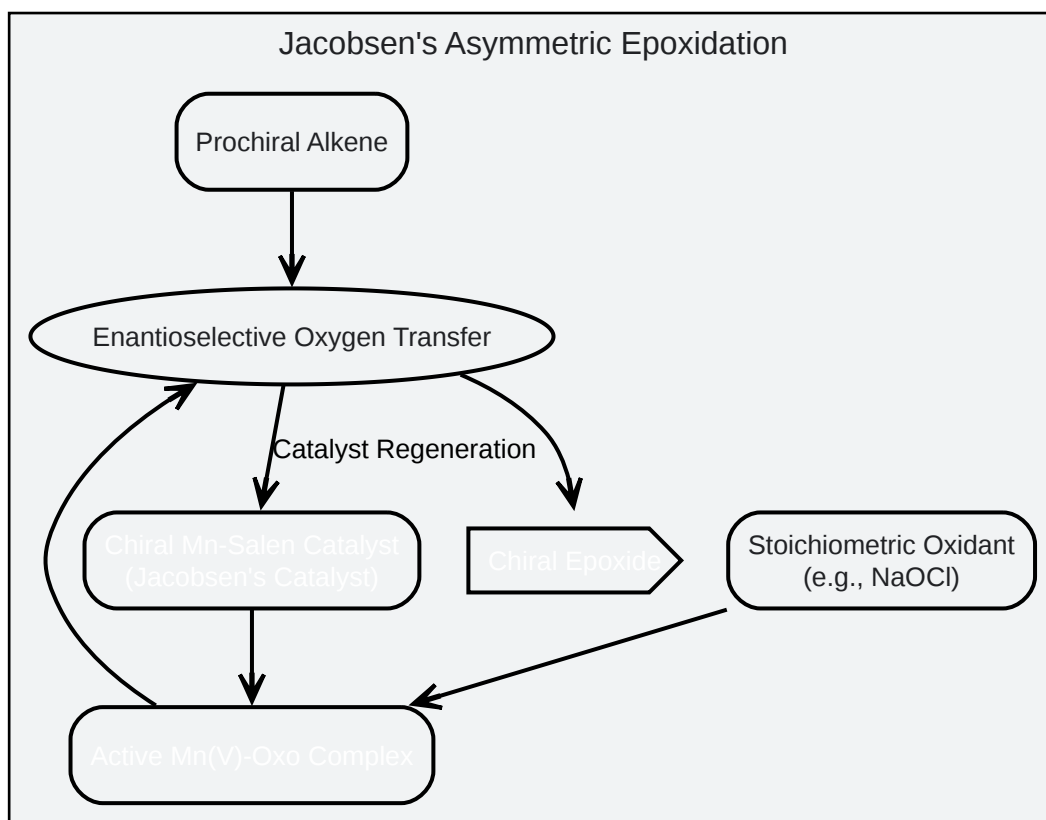 Jacobsen's Asymmetric Epoxidation
Prochiral Alkene
Enantioselective Oxygen Transfer
Catalyst Regeneration
Chiral Mn-Salen Catalyst
(Jacobsen's Catalyst)
Chiral Epoxide
Stoichiometric Oxidant
(e.g., NaOCl)
Active Mn(V)-Oxo Complex